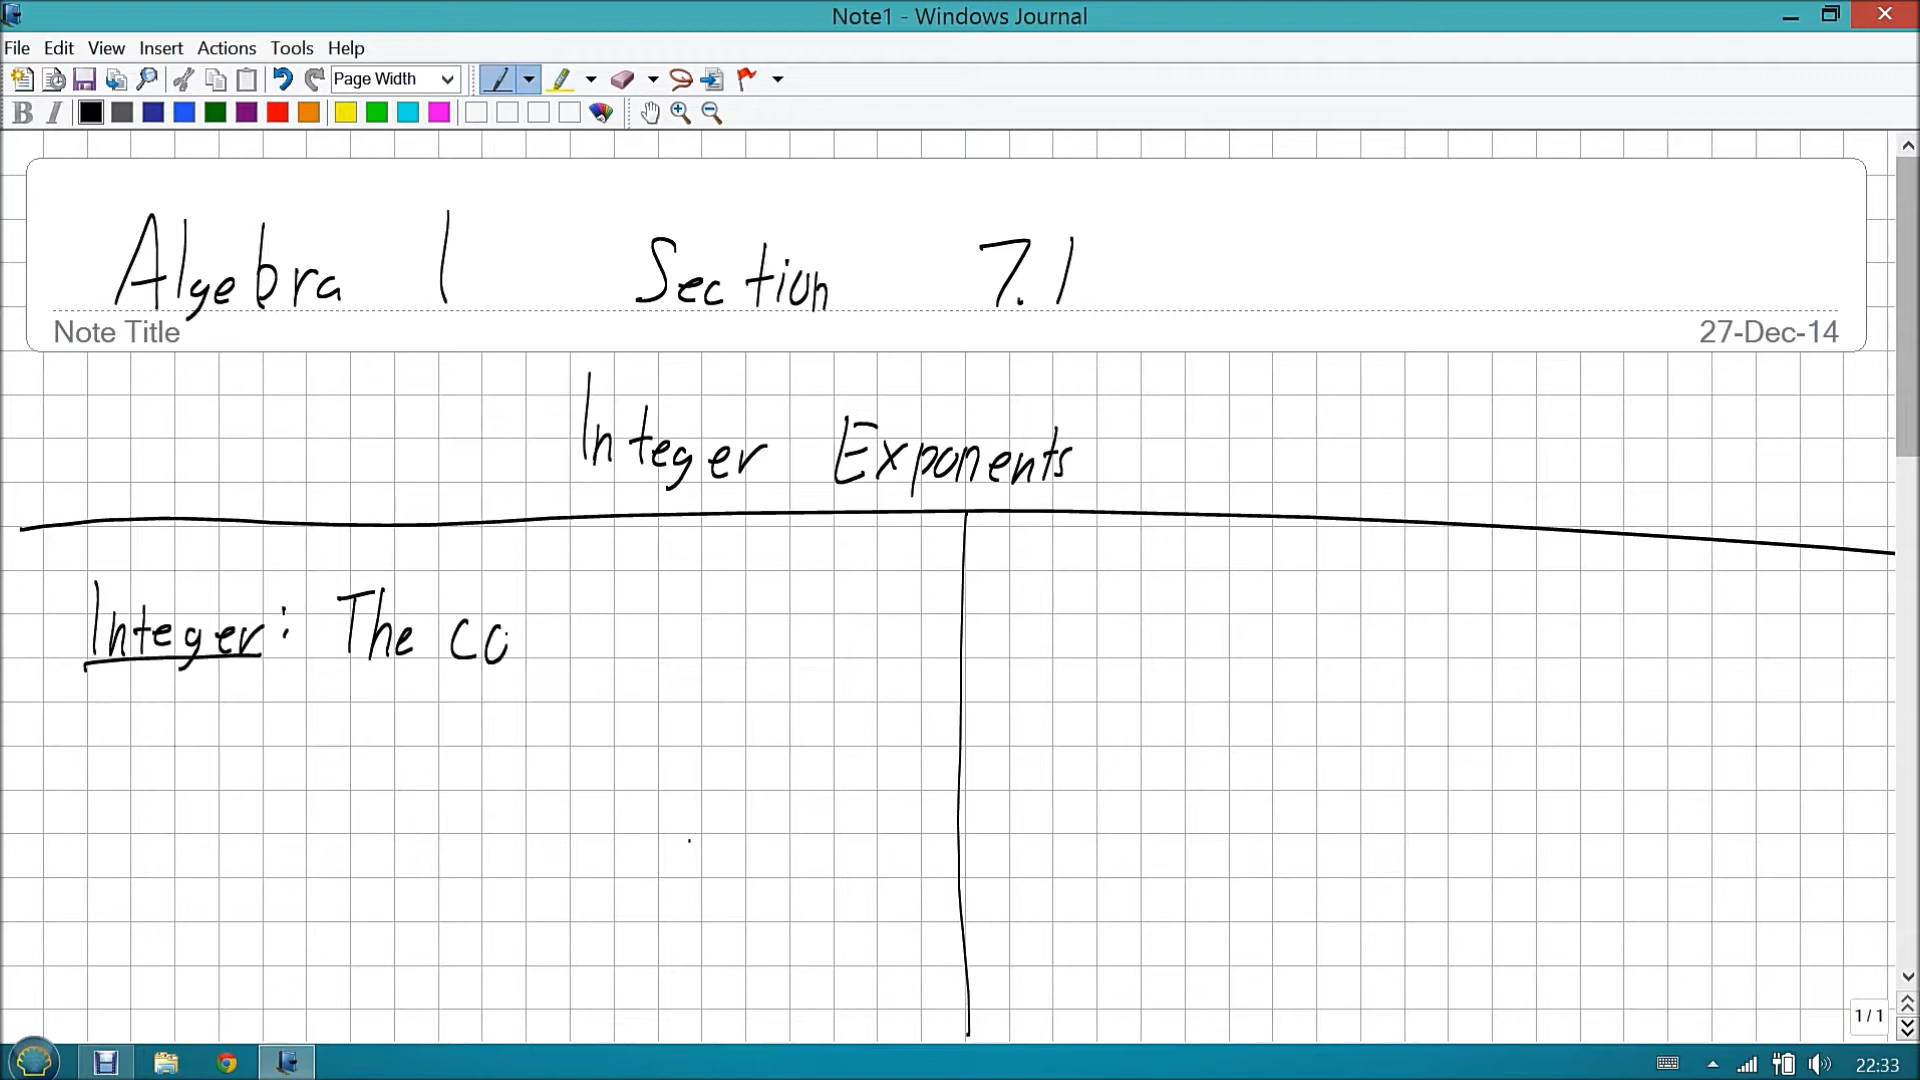 Note1 - Windows Journal
File Edit View Insert Actions Tools Help
Page Width
B I
Algebra 1 Section 7.1
Note Title 27-Dec-14
Integer Exponents
Integer: The co
1 / 1
22:33